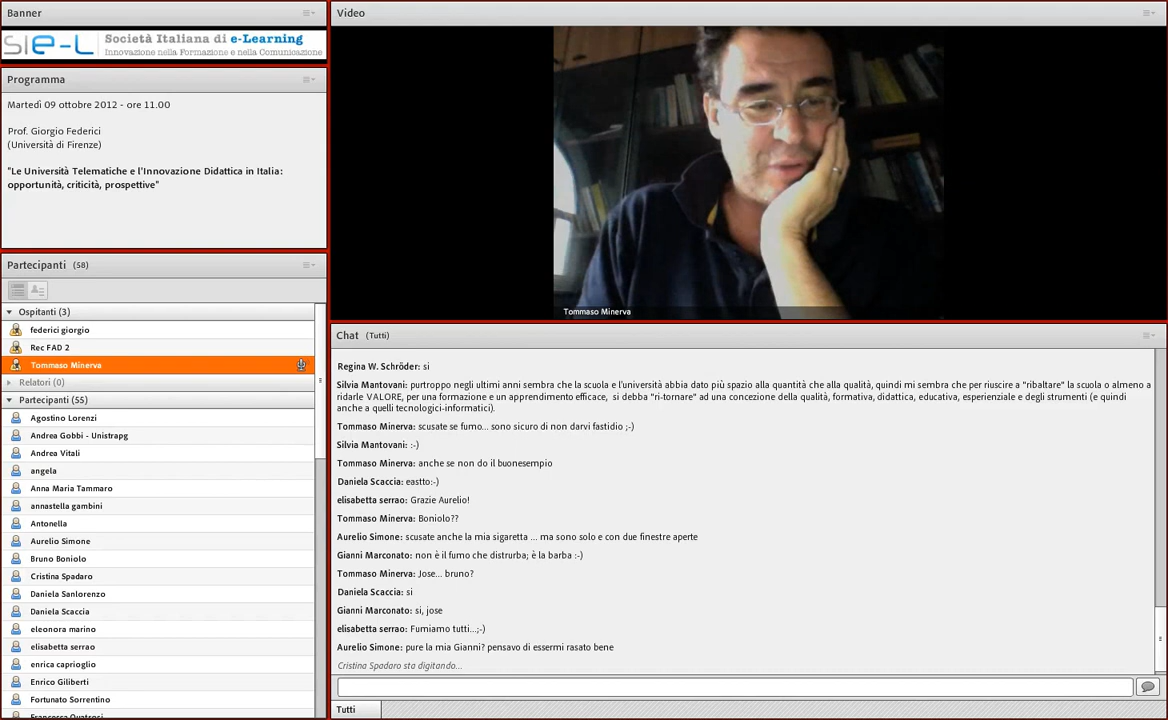 Banner
sie-L Società Italiana di e-Learning
Innovazione nella Formazione e nella Comunicazione
Programma
Martedì 09 ottobre 2012 - ore 11.00
Prof. Giorgio Federici
(Università di Firenze)
"Le Università Telematiche e l'Innovazione Didattica in Italia:
opportunità, criticità, prospettive"
Partecipanti (58)
Ospitanti (3)
federici giorgio
Rec FAD 2
Tommaso Minerva
Relatori (0)
Partecipanti (55)
Agostino Lorenzi
Andrea Gobbi - Unistrapg
Andrea Vitali
angela
Anna Maria Tammaro
annastella gambini
Antonella
Aurelio Simone
Bruno Boniolo
Cristina Spadaro
Daniela Sanlorenzo
Daniela Scaccia
eleonora marino
elisabetta serrao
enrica caprioglio
Enrico Giliberti
Fortunato Sorrentino
Video
Tommaso Minerva
Chat (Tutti)
Regina W. Schröder: si
Silvia Mantovani: purtroppo negli ultimi anni sembra che la scuola e l'università abbia dato più spazio alla quantità che alla qualità, quindi mi sembra che per riuscire a "ribaltare" la scuola o almeno a
ridarle VALORE, per una formazione e un apprendimento efficace, si debba "ri-tornare" ad una concezione della qualità, formativa, didattica, educativa, esperienziale e degli strumenti (e quindi
anche a quelli tecnologici-informatici).
Tommaso Minerva: scusate se fumo... sono sicuro di non darvi fastidio ;-)
Silvia Mantovani: :-)
Tommaso Minerva: anche se non do il buonesempio
Daniela Scaccia: eastto:-)
elisabetta serrao: Grazie Aurelio!
Tommaso Minerva: Boniolo??
Aurelio Simone: scusate anche la mia sigaretta ... ma sono solo e con due finestre aperte
Gianni Marconato: non è il fumo che distrurba; è la barba :-)
Tommaso Minerva: Jose... bruno?
Daniela Scaccia: si
Gianni Marconato: si, jose
elisabetta serrao: Fumiamo tutti...;-)
Aurelio Simone: pure la mia Gianni? pensavo di essermi rasato bene
Cristina Spadaro sta digitando...
Tutti